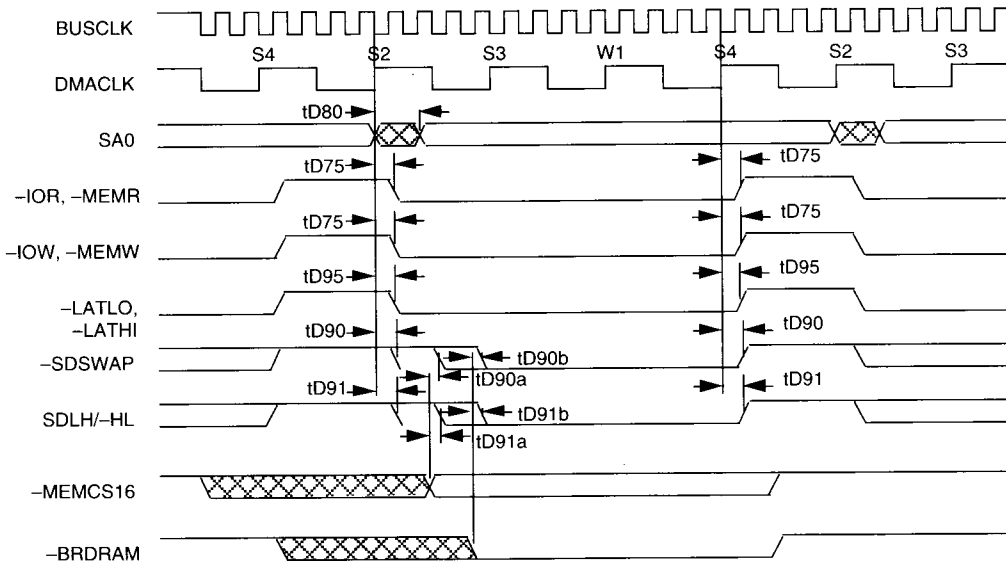 BUSCLK
S4 S2 S3 W1 S4 S2 S3
DMACLK
tD80
SA0
tD75 tD75
–IOR, –MEMR
tD75 tD75
–IOW, –MEMW
tD95 tD95
–LATLO,
–LATHI
tD90 tD90
–SDSWAP
tD90b
tD90a
tD91 tD91
SDLH/–HL
tD91b
tD91a
–MEMCS16
–BRDRAM